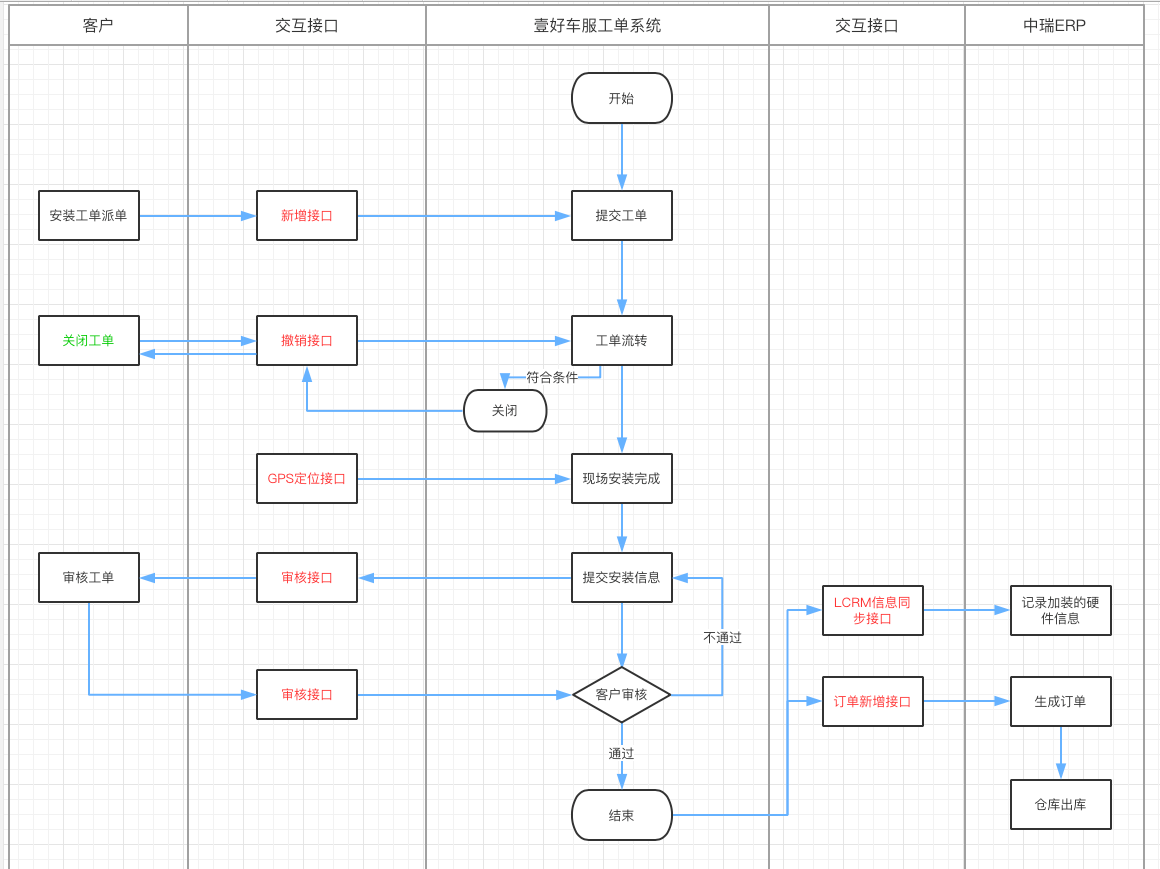 客户
交互接口
壹好车服工单系统
交互接口
中瑞ERP
开始
安装工单派单
新增接口
提交工单
关闭工单
撤销接口
工单流转
符合条件
关闭
GPS定位接口
现场安装完成
审核工单
审核接口
提交安装信息
LCRM信息同
步接口
记录加装的硬
件信息
不通过
审核接口
客户审核
订单新增接口
生成订单
通过
结束
仓库出库